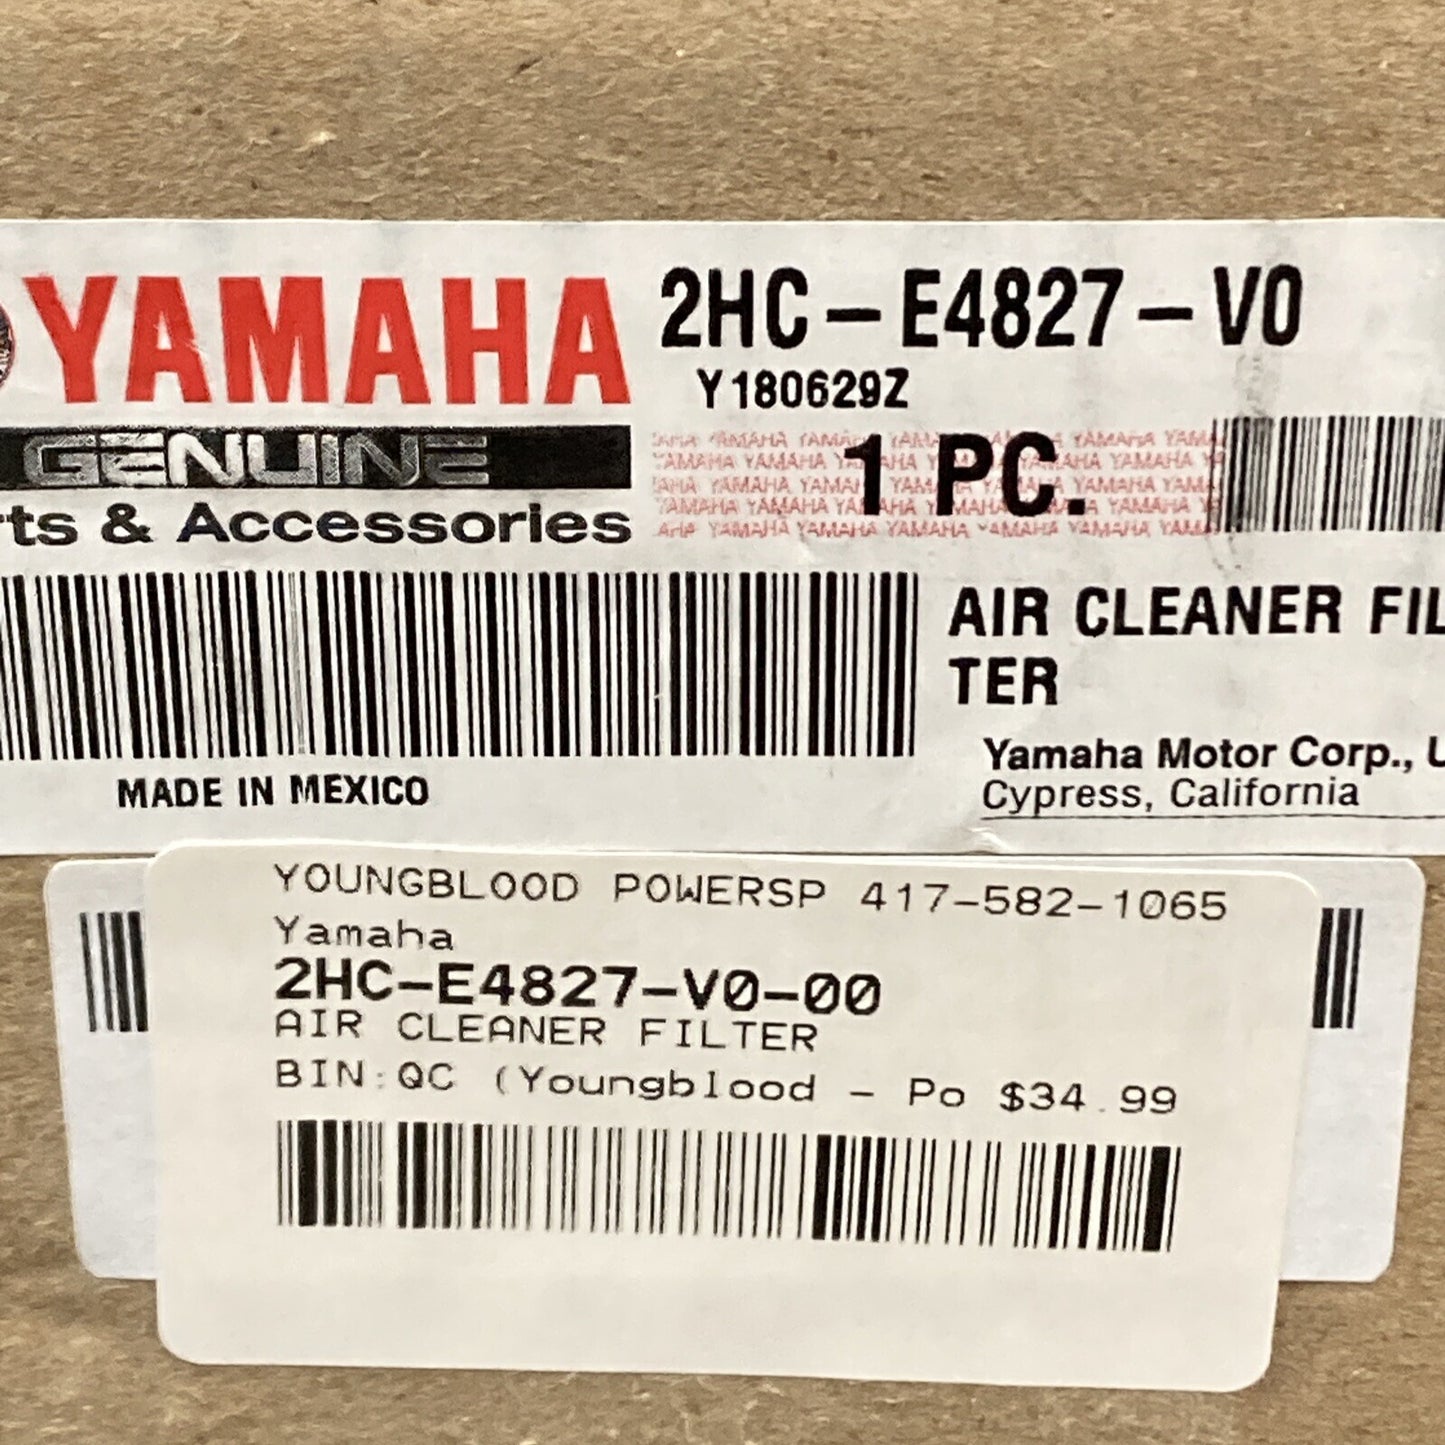 YAMAHA
GENUINE
ts & Accessories
2HC-E4827-V0
Y180629Z
1 PC.
AIR CLEANER FIL
TER
Yamaha Motor Corp., U
Cypress, California
MADE IN MEXICO
YOUNGBLOOD POWERSP 417-582-1065
Yamaha
2HC-E4827-V0-00
AIR CLEANER FILTER
BIN:QC (Youngblood - Po $34.99